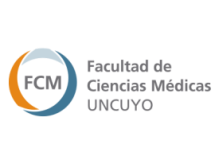 FCM
Facultad de
Ciencias Médicas
UNCUYO